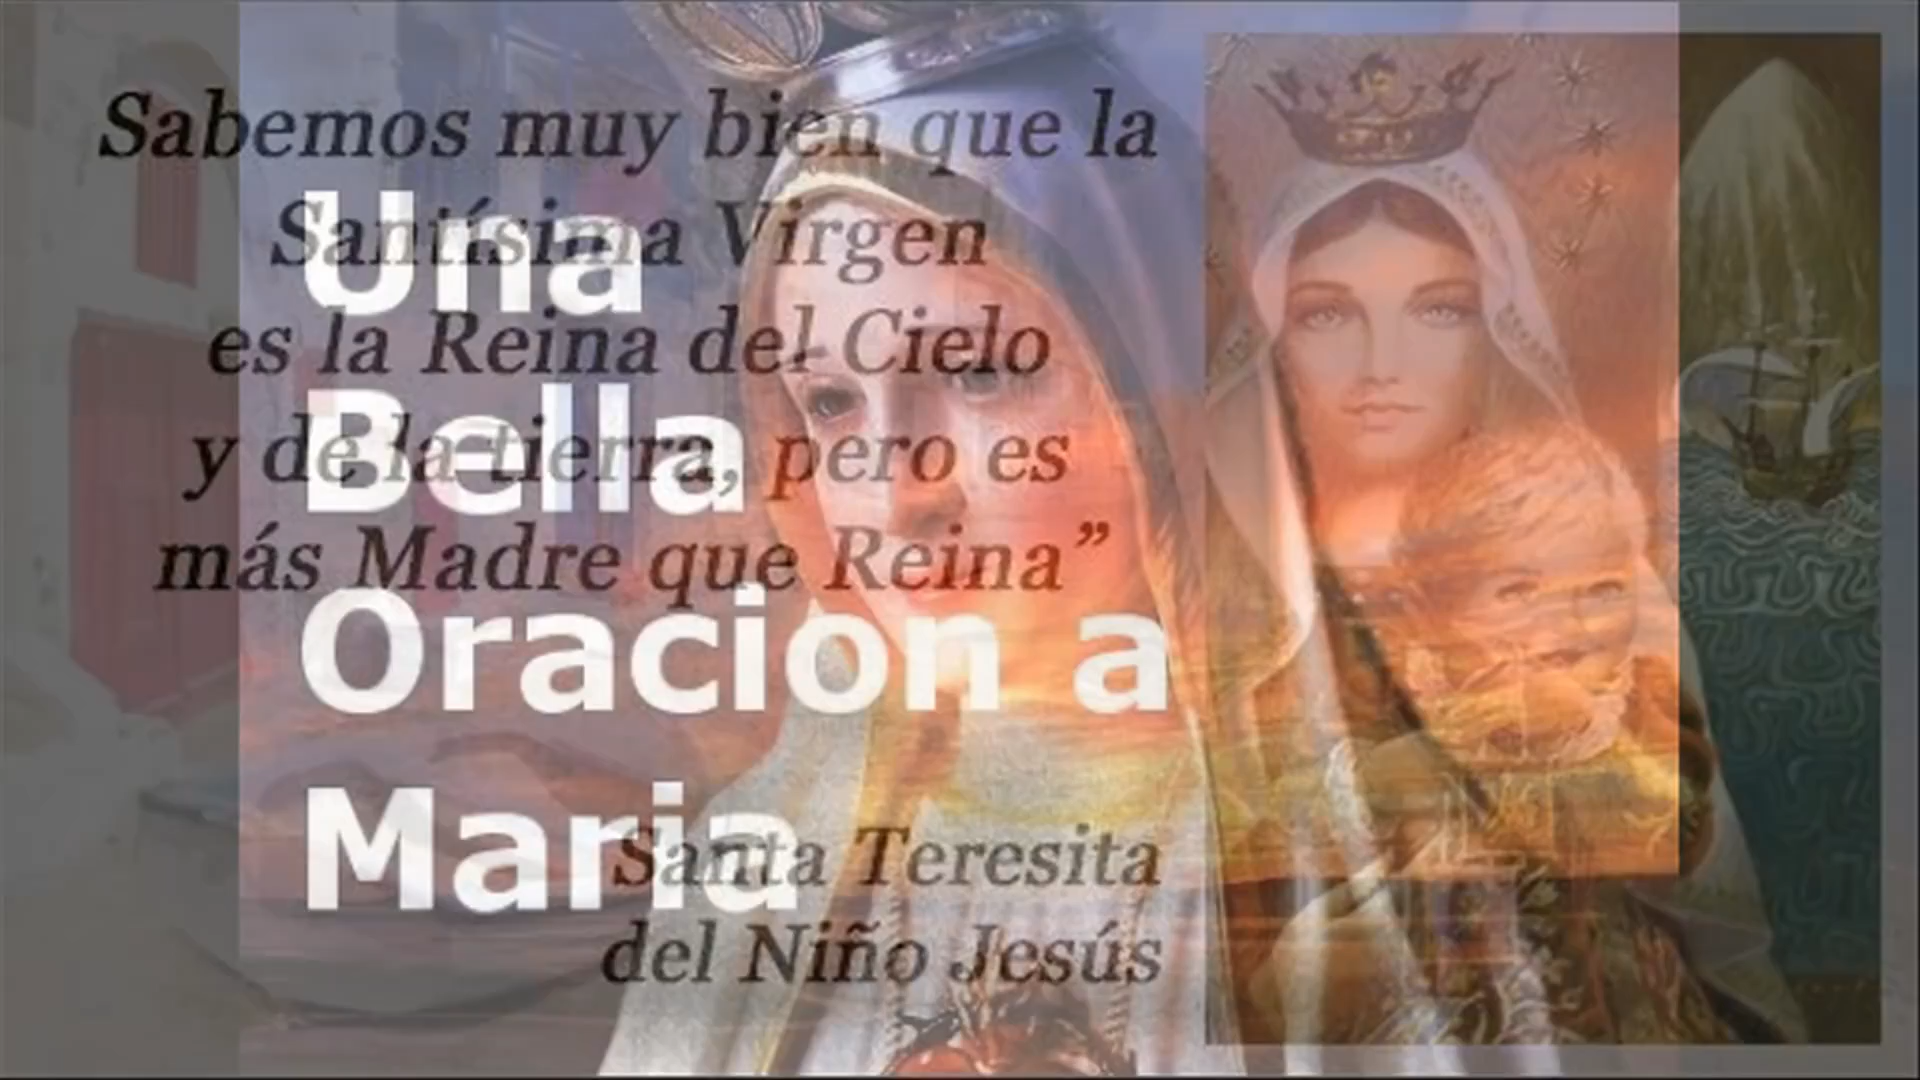 Sabemos muy bien que la
Santísima Virgen
es la Reina del Cielo
y de la tierra, pero es
más Madre que Reina”
Santa Teresita
del Niño Jesús
Una
Bella
Oracion a
Maria